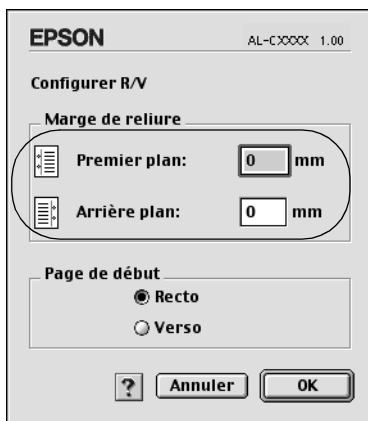 EPSON AL-CXXXX 1.00
Configurer R/V
Marge de reliure
Premier plan: 0 mm
Arrière plan: 0 mm
Page de début
Recto
Verso
? Annuler OK